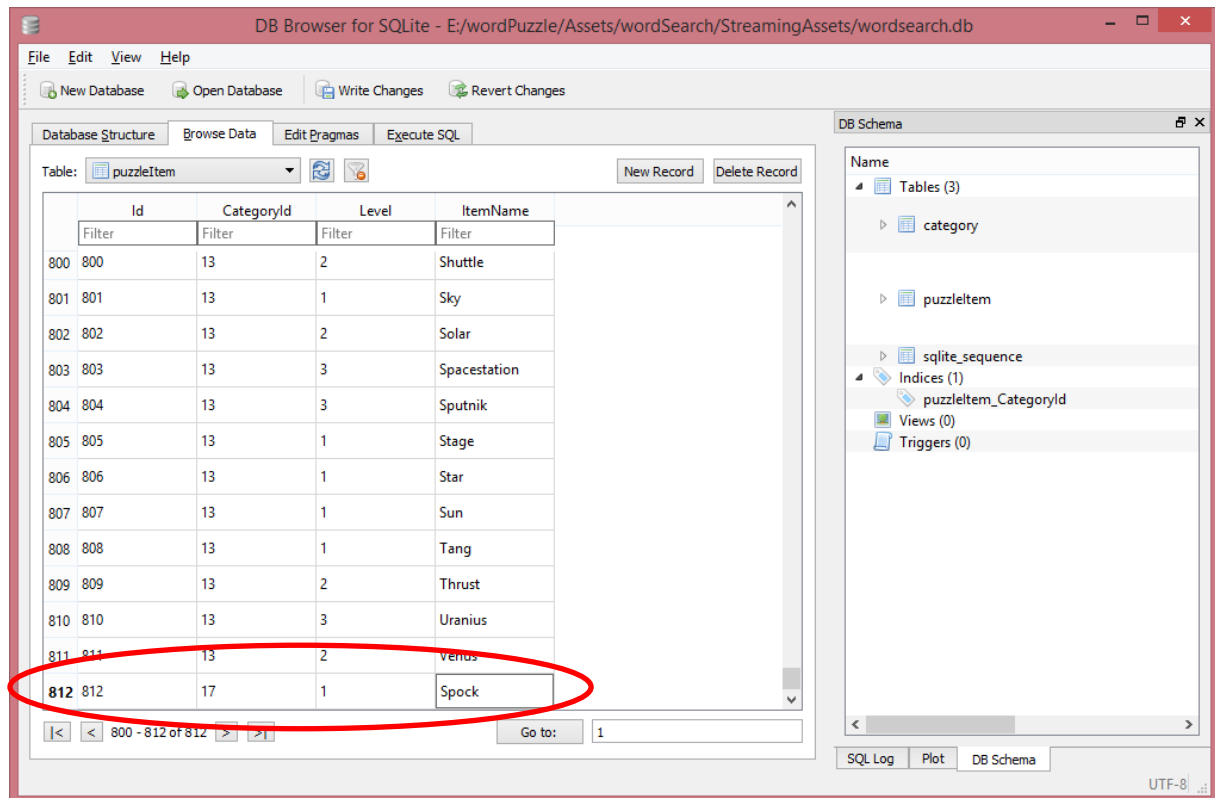 DB Browser for SQLite - E:/wordPuzzle/Assets/wordSearch/StreamingAssets/wordsearch.db
File Edit View Help
New Database Open Database Write Changes Revert Changes
Database Structure Browse Data Edit Pragmas Execute SQL
Table: puzzleItem New Record Delete Record
Id CategoryId Level ItemName
Filter Filter Filter Filter
800 800 13 2 Shuttle
801 801 13 1 Sky
802 802 13 2 Solar
803 803 13 3 Spacestation
804 804 13 3 Sputnik
805 805 13 1 Stage
806 806 13 1 Star
807 807 13 1 Sun
808 808 13 1 Tang
809 809 13 2 Thrust
810 810 13 3 Uranius
811 811 13 2 Venus
812 812 17 1 Spock
|< < 800 - 812 of 812 > >| Go to: 1
DB Schema
Name
Tables (3)
category
puzzleItem
sqlite_sequence
Indices (1)
puzzleItem_CategoryId
Views (0)
Triggers (0)
< >
SQL Log Plot DB Schema
UTF-8